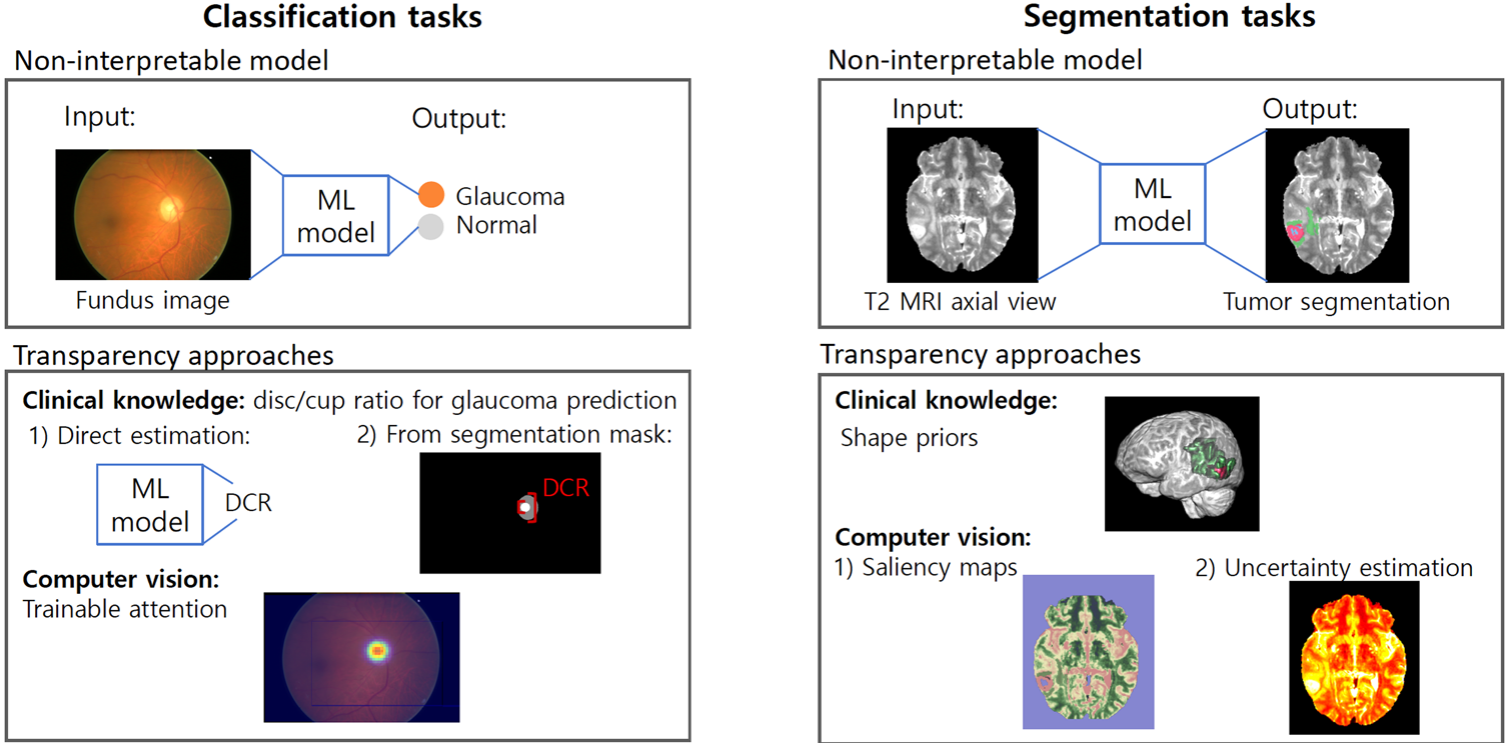 Classification tasks
Non-interpretable model
Input:
Output:
ML
model
Glaucoma
Normal
Fundus image
Transparency approaches
Clinical knowledge: disc/cup ratio for glaucoma prediction
1) Direct estimation:
2) From segmentation mask:
ML
model
DCR
DCR
Computer vision:
Trainable attention
Segmentation tasks
Non-interpretable model
Input:
Output:
ML
model
T2 MRI axial view
Tumor segmentation
Transparency approaches
Clinical knowledge:
Shape priors
Computer vision:
1) Saliency maps
2) Uncertainty estimation